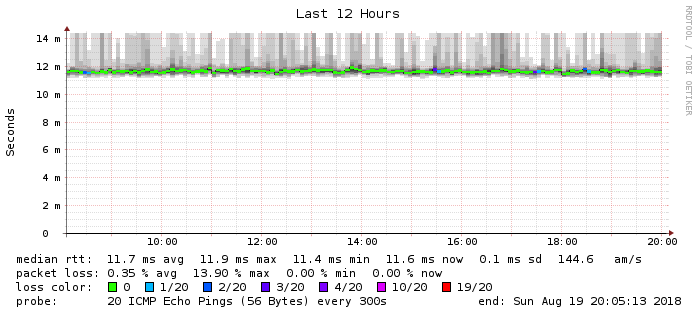 Last 12 Hours
RRDTOOL / TOBI OETIKER
Seconds
14 m
12 m
10 m
8 m
6 m
4 m
2 m
0
10:00 12:00 14:00 16:00 18:00 20:00
median rtt: 11.7 ms avg 11.9 ms max 11.4 ms min 11.6 ms now 0.1 ms sd 144.6 am/s
packet loss: 0.35 % avg 13.90 % max 0.00 % min 0.00 % now
loss color: 0 1/20 2/20 3/20 4/20 10/20 19/20
probe: 20 ICMP Echo Pings (56 Bytes) every 300s end: Sun Aug 19 20:05:13 2018